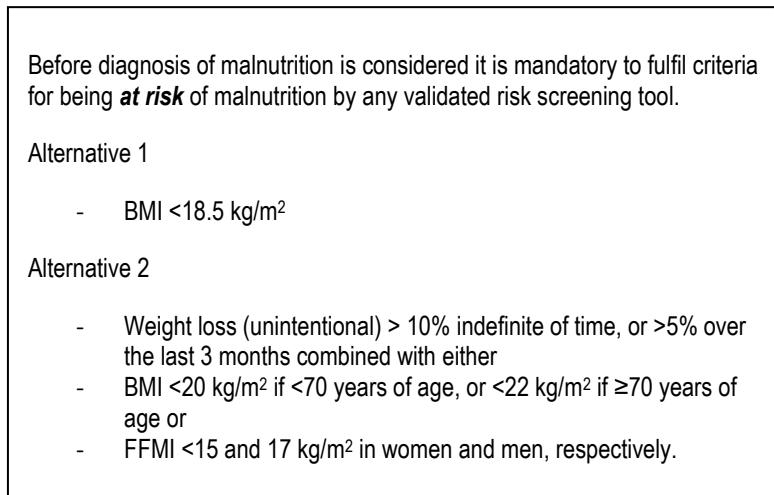 Before diagnosis of malnutrition is considered it is mandatory to fulfil criteria
for being at risk of malnutrition by any validated risk screening tool.
Alternative 1
- BMI <18.5 kg/m²
Alternative 2
- Weight loss (unintentional) > 10% indefinite of time, or >5% over
the last 3 months combined with either
- BMI <20 kg/m² if <70 years of age, or <22 kg/m² if ≥70 years of
age or
- FFMI <15 and 17 kg/m² in women and men, respectively.